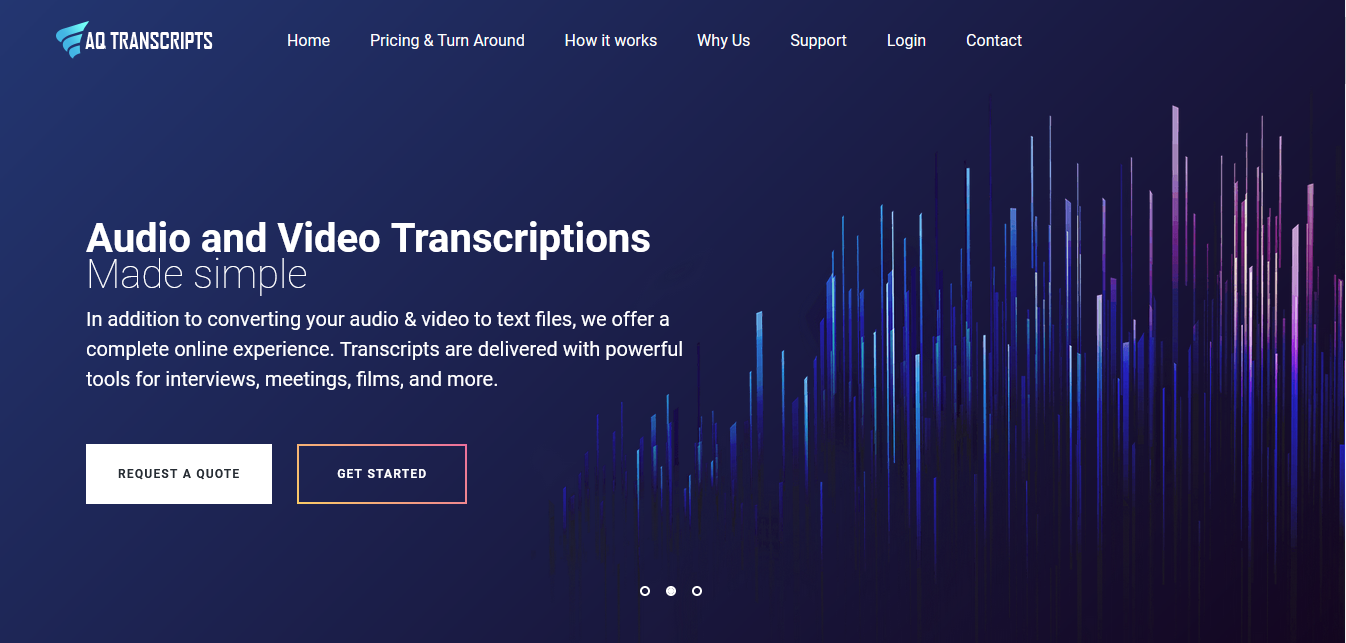 AQ TRANSCRIPTS
Home Pricing & Turn Around How it works Why Us Support Login Contact
Audio and Video Transcriptions
Made simple
In addition to converting your audio & video to text files, we offer a
complete online experience. Transcripts are delivered with powerful
tools for interviews, meetings, films, and more.
REQUEST A QUOTE GET STARTED